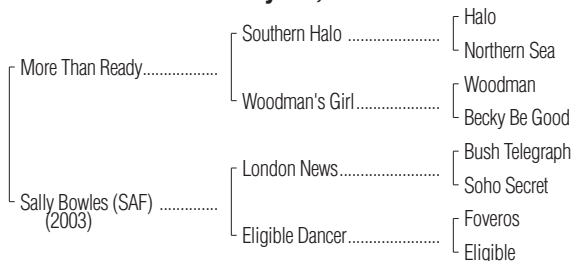 Halo
Southern Halo
Northern Sea
More Than Ready
Woodman
Woodman's Girl
Becky Be Good
Bush Telegraph
London News
Soho Secret
Sally Bowles (SAF)
(2003)
Foveros
Eligible Dancer
Eligible